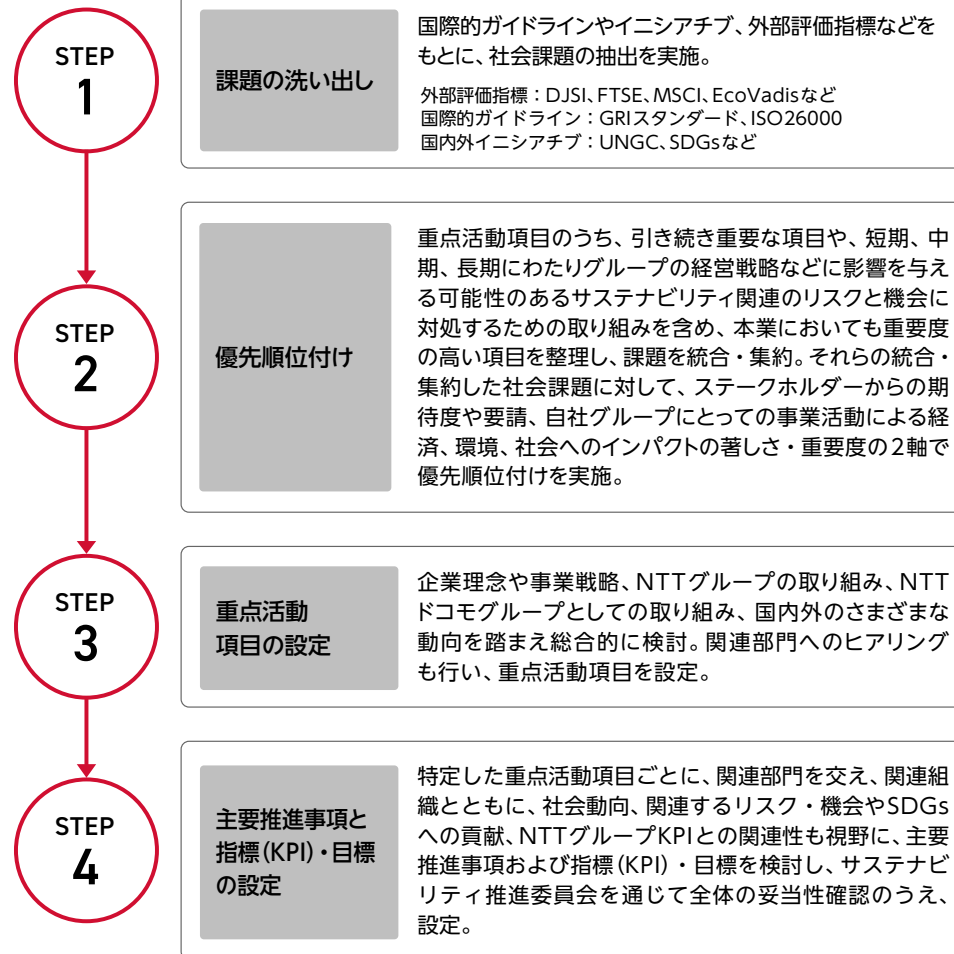 STEP
1
課題の洗い出し
国際的ガイドラインやイニシアチブ、外部評価指標などを
もとに、社会課題の抽出を実施。
外部評価指標：DJSI、FTSE、MSCI、EcoVadisなど
国際的ガイドライン：GRIスタンダード、ISO26000
国内外イニシアチブ：UNGC、SDGsなど
STEP
2
優先順位付け
重点活動項目のうち、引き続き重要な項目や、短期、中
期、長期にわたりグループの経営戦略などに影響を与え
る可能性のあるサステナビリティ関連のリスクと機会に
対処するための取り組みを含め、本業においても重要度
の高い項目を整理し、課題を統合・集約。それらの統合・
集約した社会課題に対して、ステークホルダーからの期
待度や要請、自社グループにとっての事業活動による経
済、環境、社会へのインパクトの著しさ・重要度の2軸で
優先順位付けを実施。
STEP
3
重点活動
項目の設定
企業理念や事業戦略、NTTグループの取り組み、NTT
ドコモグループとしての取り組み、国内外のさまざまな
動向を踏まえ総合的に検討。関連部門へのヒアリング
も行い、重点活動項目を設定。
STEP
4
主要推進事項と
指標（KPI）・目標
の設定
特定した重点活動項目ごとに、関連部門を交え、関連組
織とともに、社会動向、関連するリスク・機会やSDGs
への貢献、NTTグループKPIとの関連性も視野に、主要
推進事項および指標（KPI）・目標を検討し、サステナビ
リティ推進委員会を通じて全体の妥当性確認のうえ、
設定。